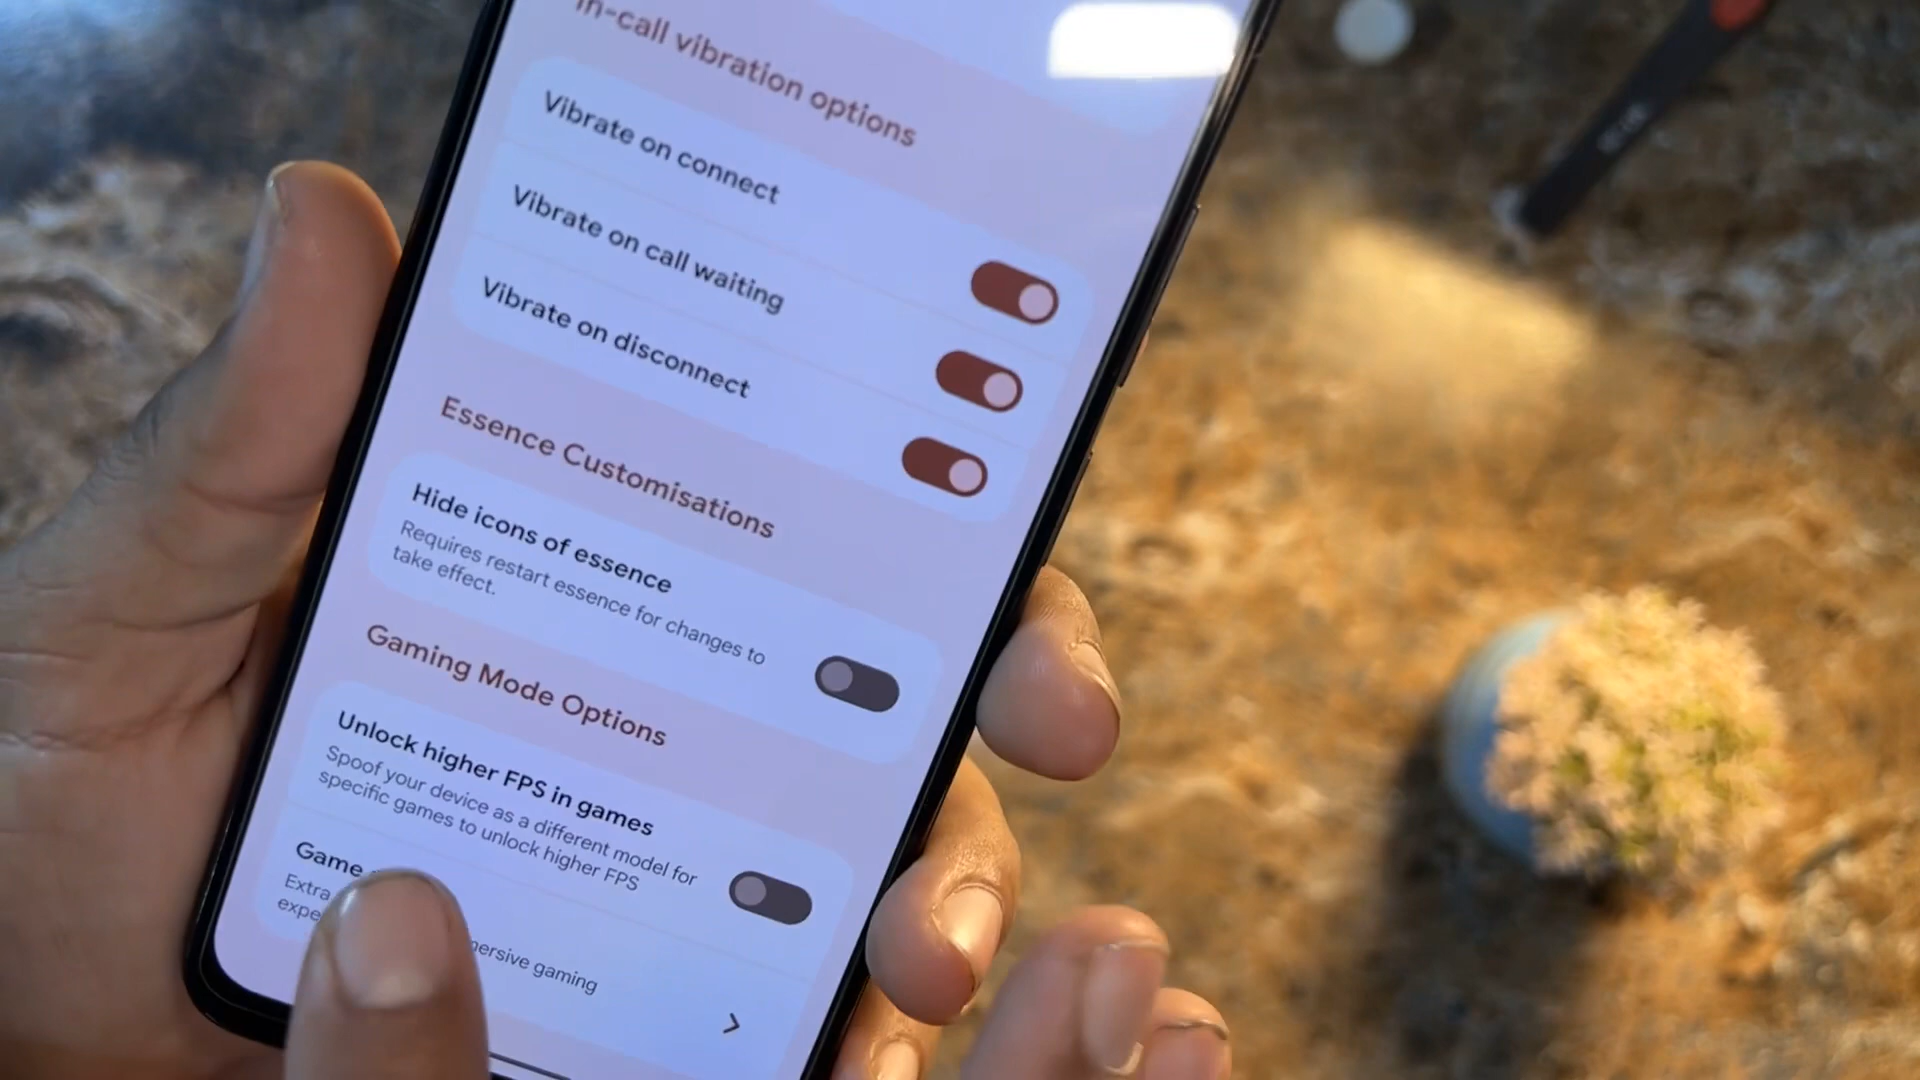 In-call vibration options
Vibrate on connect
Vibrate on call waiting
Vibrate on disconnect
Essence Customisations
Hide icons of essence
Requires restart essence for changes to
take effect.
Gaming Mode Options
Unlock higher FPS in games
Spoof your device as a different model for
specific games to unlock higher FPS
Game
Extra
gaming